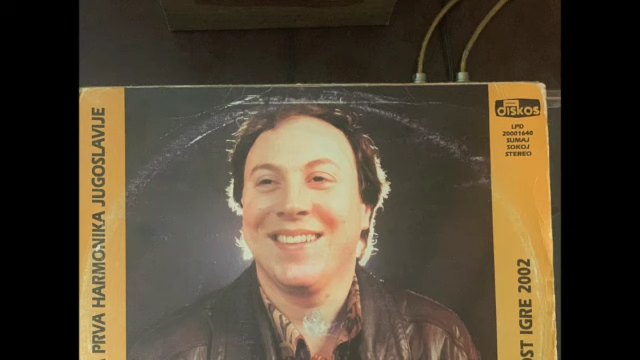 A PRVA HARMONIKA JUGOSLAVIJE
diskos
LPD
20001640
SUMAJ
SOKOJ
STEREO
OST IGRE 2002